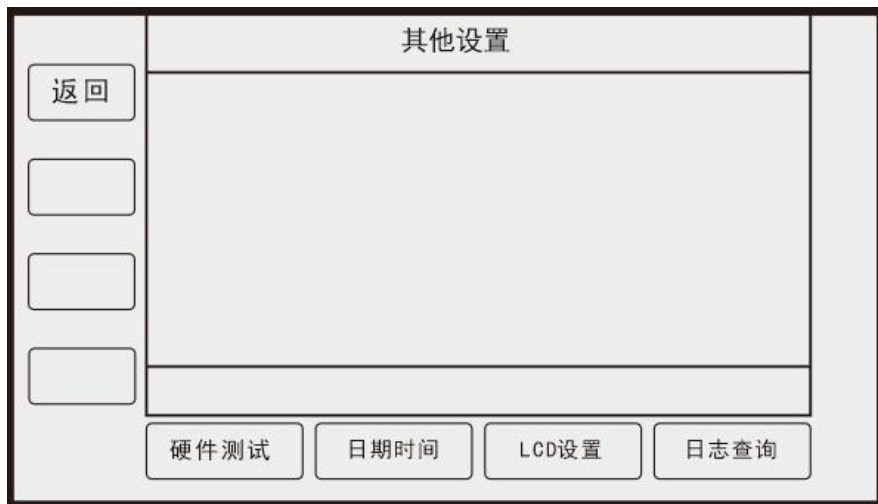 其他设置
返回
硬件测试
日期时间
LCD设置
日志查询